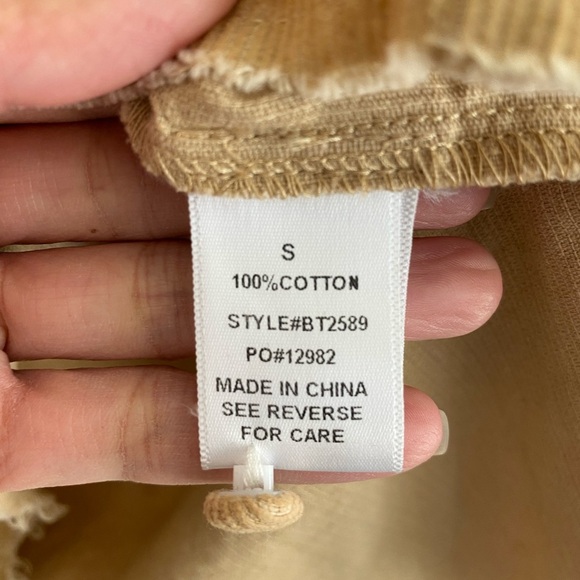 S
100%COTTON
STYLE#BT2589
PO#12982
MADE IN CHINA
SEE REVERSE
FOR CARE